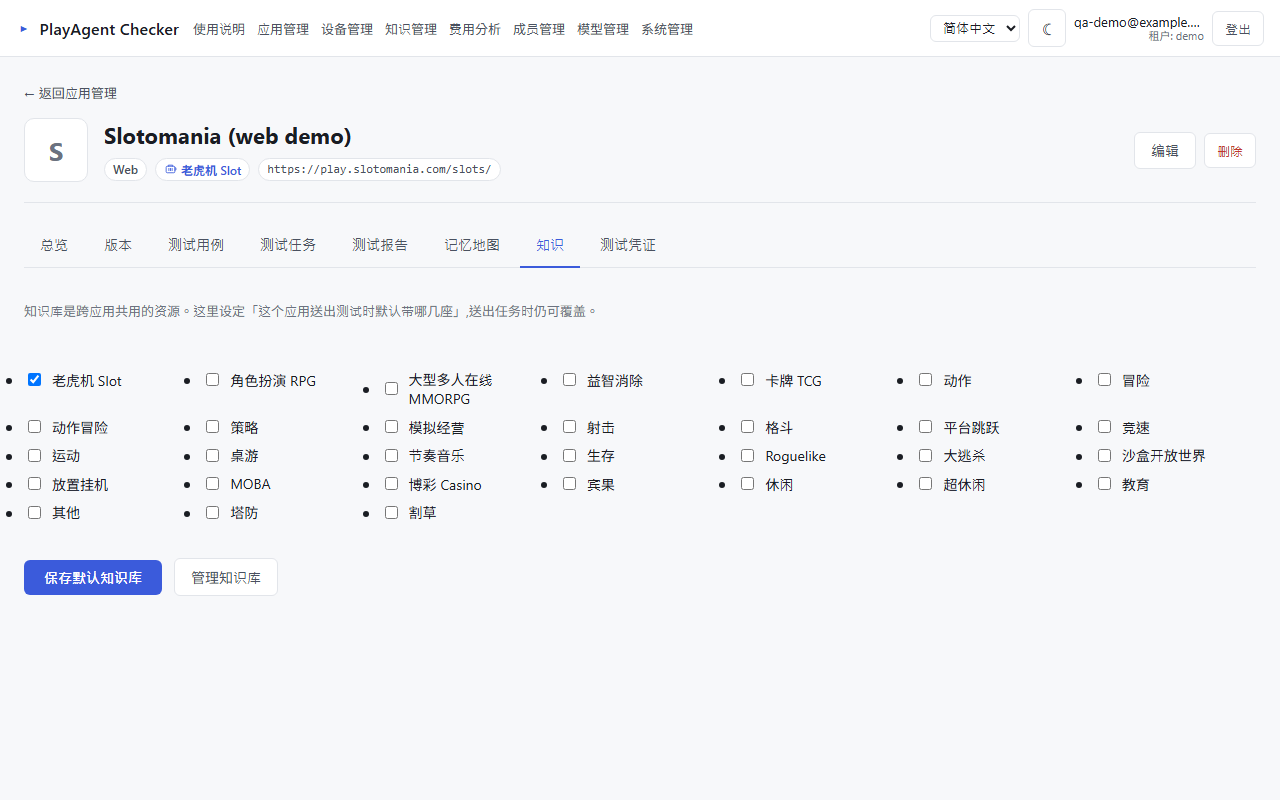 PlayAgent Checker 使用说明 应用管理 设备管理 知识管理 费用分析 成员管理 模型管理 系统管理 简体中文 qa-demo@example.... 登出
租户: demo
← 返回应用管理
S
Slotomania (web demo)
Web 老虎机 Slot https://play.slotomania.com/slots/
编辑 删除
总览 版本 测试用例 测试任务 测试报告 记忆地图 知识 测试凭证
知识库是跨应用共用的资源。这里设定「这个应用送出测试时默认带哪几座」,送出任务时仍可覆盖。
老虎机 Slot 角色扮演 RPG 大型多人在线 MMORPG 益智消除 卡牌 TCG 动作 冒险
动作冒险 策略 模拟经营 射击 格斗 平台跳跃 竞速
运动 桌游 节奏音乐 生存 Roguelike 大逃杀 沙盒开放世界
放置挂机 MOBA 博彩 Casino 宾果 休闲 超休闲 教育
其他 塔防 割草
保存默认知识库 管理知识库